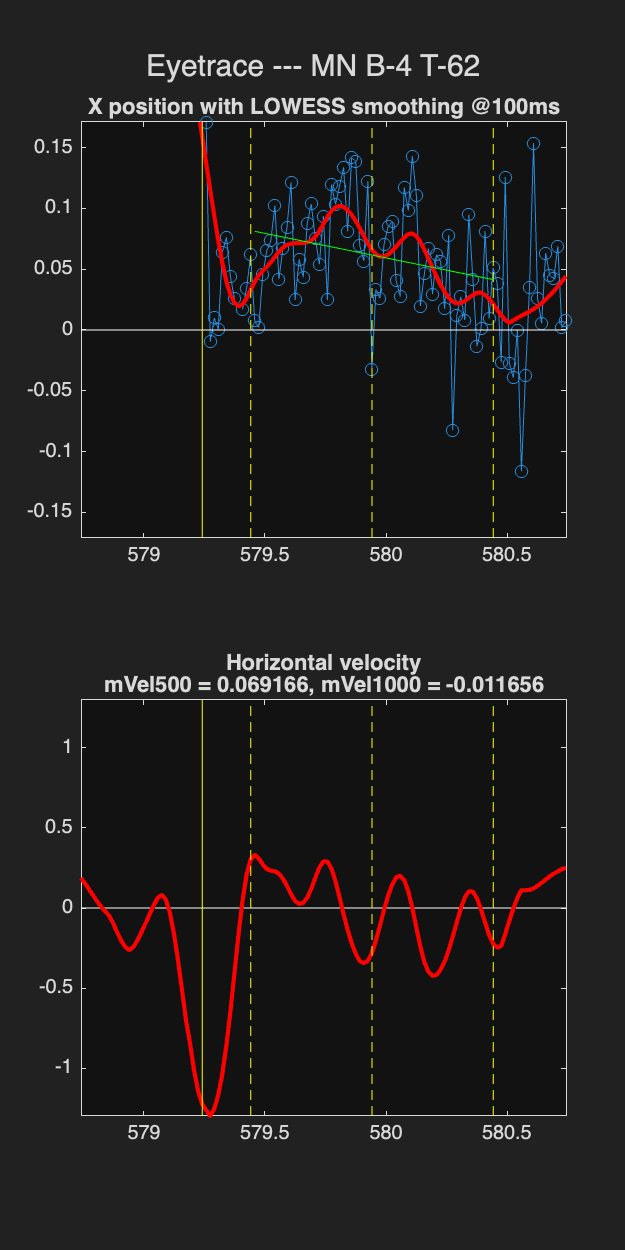 Eyetrace --- MN B-4 T-62
X position with LOWESS smoothing @100ms
0.15
0.1
0.05
0
-0.05
-0.1
-0.15
579 579.5 580 580.5
Horizontal velocity
mVel500 = 0.069166, mVel1000 = -0.011656
1
0.5
0
-0.5
-1
579 579.5 580 580.5